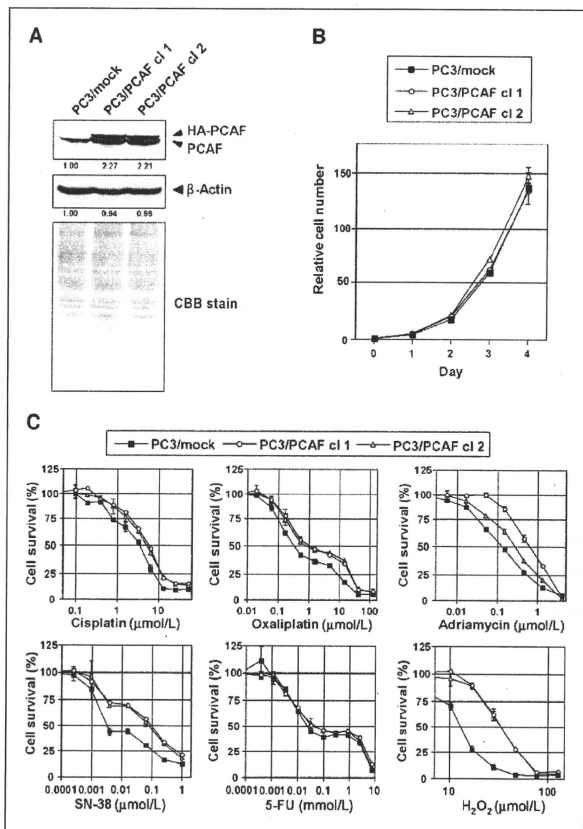 A
PC3/mock
PC3/PCAF cl 1
PC3/PCAF cl 2
HA-PCAF
PCAF
1.00 2.27 2.21
β-Actin
1.00 0.94 0.96
CBB stain
B
PC3/mock
PC3/PCAF cl 1
PC3/PCAF cl 2
Relative cell number
150
100
50
0
0 1 2 3 4
Day
C
PC3/mock PC3/PCAF cl 1 PC3/PCAF cl 2
Cell survival (%)
125
100
75
50
25
0
0.1 1 10 100
Cisplatin (μmol/L)
Cell survival (%)
125
100
75
50
25
0
0.01 0.1 1 10 100
Oxaliplatin (μmol/L)
Cell survival (%)
125
100
75
50
25
0
0.01 0.1 1
Adriamycin (μmol/L)
Cell survival (%)
125
100
75
50
25
0
0.0001 0.001 0.01 0.1 1
SN-38 (μmol/L)
Cell survival (%)
125
100
75
50
25
0
0.0001 0.001 0.01 0.1 1 10
5-FU (mmol/L)
Cell survival (%)
125
100
75
50
25
0
10 100
H₂O₂ (μmol/L)